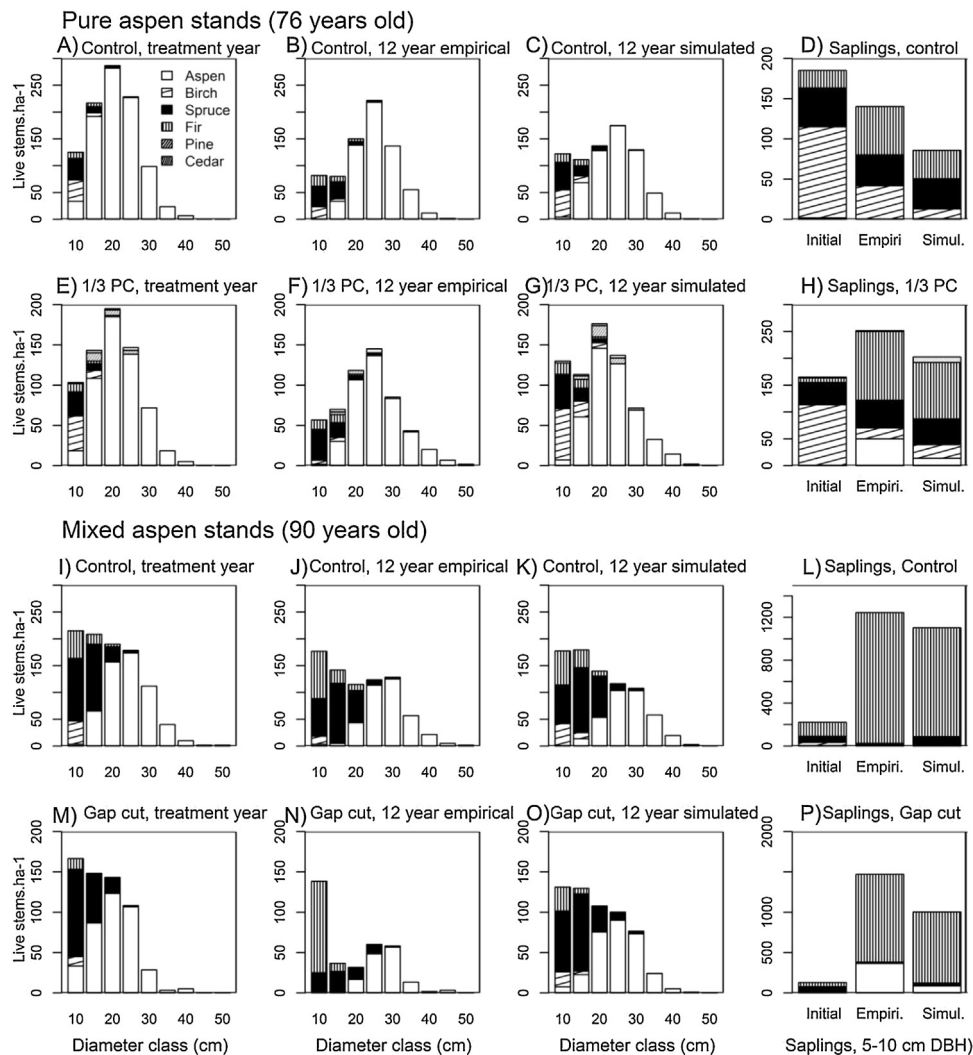 Pure aspen stands (76 years old)
A) Control, treatment year
B) Control, 12 year empirical
C) Control, 12 year simulated
D) Saplings, control
Live stems.ha-1
0 50 150 250
10 20 30 40 50
Aspen
Birch
Spruce
Fir
Pine
Cedar
0 50 150 250
10 20 30 40 50
0 50 150 250
10 20 30 40 50
0 50 100 150 200
Initial Empiri Simul.
E) 1/3 PC, treatment year
F) 1/3 PC, 12 year empirical
G) 1/3 PC, 12 year simulated
H) Saplings, 1/3 PC
Live stems.ha-1
0 50 100 150 200
10 20 30 40 50
0 50 100 150 200
10 20 30 40 50
0 50 100 150 200
10 20 30 40 50
0 50 150 250
Initial Empiri. Simul.
Mixed aspen stands (90 years old)
I) Control, treatment year
J) Control, 12 year empirical
K) Control, 12 year simulated
L) Saplings, Control
Live stems.ha-1
0 50 150 250
10 20 30 40 50
0 50 150 250
10 20 30 40 50
0 50 150 250
10 20 30 40 50
0 400 800 1200
Initial Empiri. Simul.
M) Gap cut, treatment year
N) Gap cut, 12 year empirical
O) Gap cut, 12 year simulated
P) Saplings, Gap cut
Live stems.ha-1
0 50 100 150 200
10 20 30 40 50
0 50 100 150 200
10 20 30 40 50
0 50 100 150 200
10 20 30 40 50
0 500 1000 2000
Initial Empiri. Simul.
Diameter class (cm)
Diameter class (cm)
Diameter class (cm)
Saplings, 5-10 cm DBH)